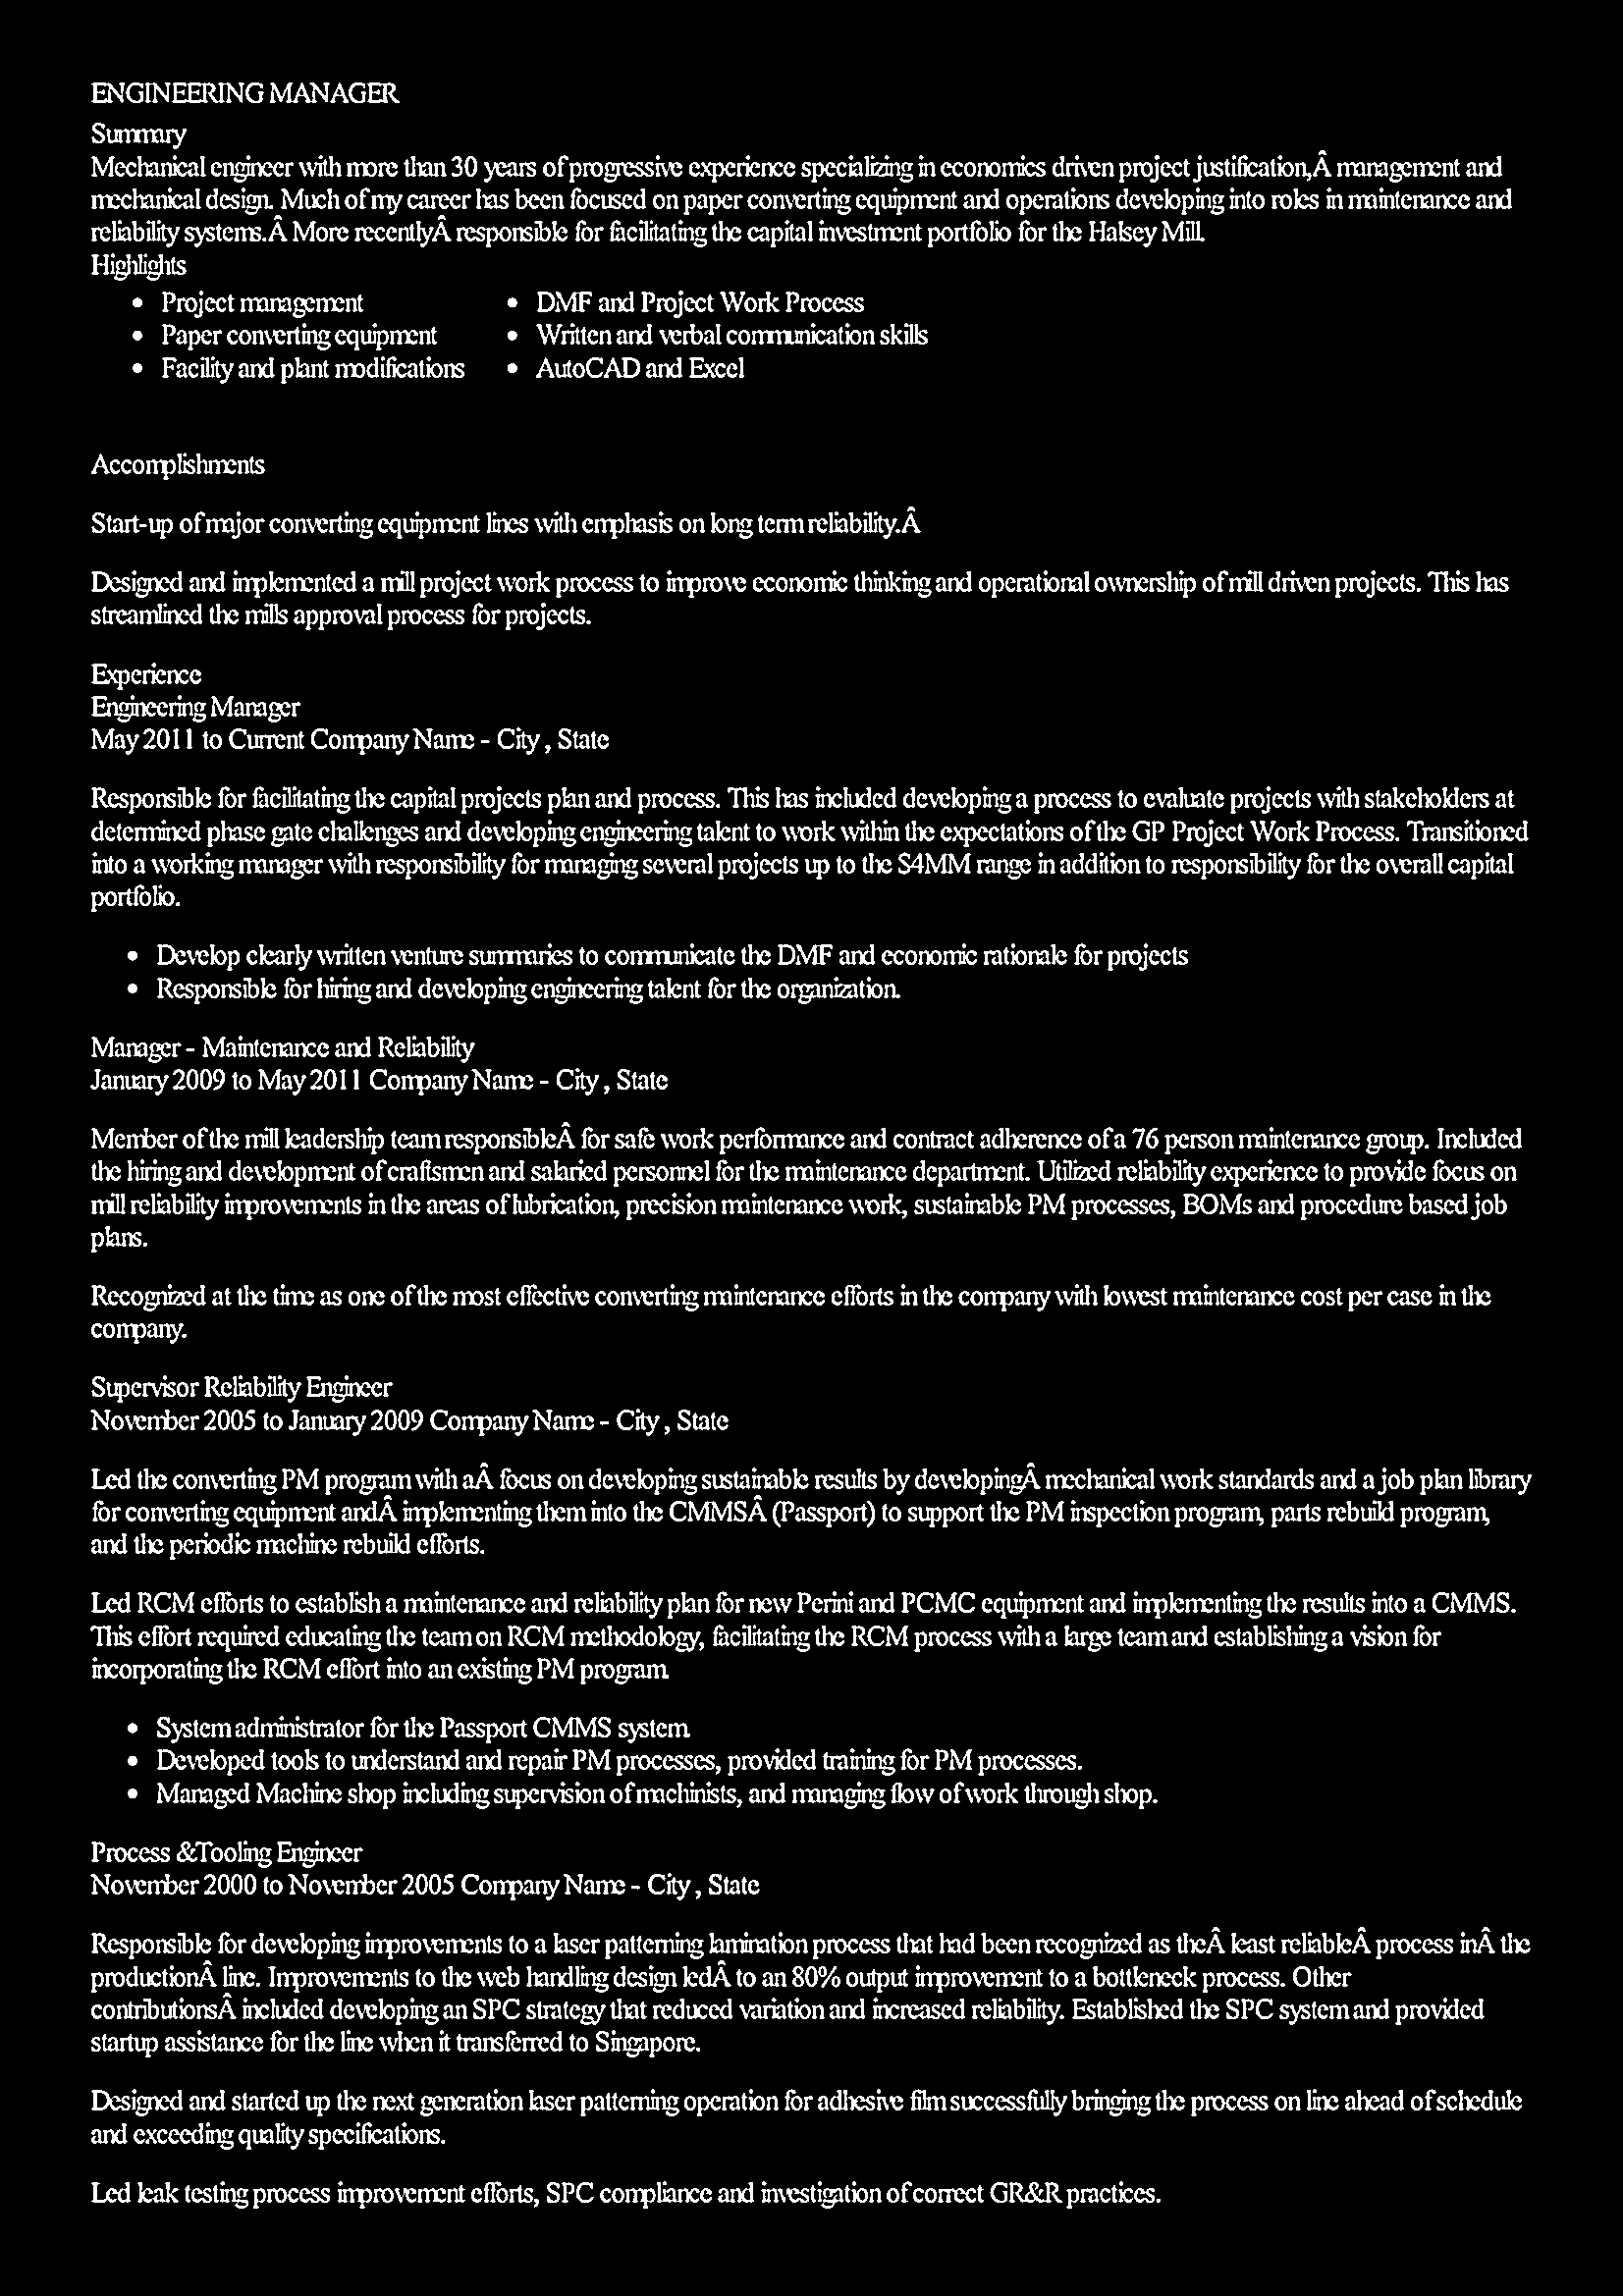 ENGINEERING MANAGER
Summary
Mechanical engineer with more than 30 years of progressive experience specializing in economics driven project justification,Â management and
mechanical design. Much of my career has been focused on paper converting equipment and operations developing into roles in maintenance and
reliability systems.Â More recentlyÂ responsible for facilitating the capital investment portfolio for the Halsey Mill.
Highlights
• Project management • DMF and Project Work Process
• Paper converting equipment • Written and verbal communication skills
• Facility and plant modifications • AutoCAD and Excel
Accomplishments
Start-up of major converting equipment lines with emphasis on long term reliability.Â
Designed and implemented a mill project work process to improve economic thinking and operational ownership of mill driven projects. This has
streamlined the mills approval process for projects.
Experience
Engineering Manager
May 2011 to Current Company Name - City , State
Responsible for facilitating the capital projects plan and process. This has included developing a process to evaluate projects with stakeholders at
determined phase gate challenges and developing engineering talent to work within the expectations of the GP Project Work Process. Transitioned
into a working manager with responsibility for managing several projects up to the $4MM range in addition to responsibility for the overall capital
portfolio.
• Develop clearly written venture summaries to communicate the DMF and economic rationale for projects
• Responsible for hiring and developing engineering talent for the organization.
Manager - Maintenance and Reliability
January 2009 to May 2011 Company Name - City , State
Member of the mill leadership team responsibleÂ for safe work performance and contract adherence of a 76 person maintenance group. Included
the hiring and development of craftsmen and salaried personnel for the maintenance department. Utilized reliability experience to provide focus on
mill reliability improvements in the areas of lubrication, precision maintenance work, sustainable PM processes, BOMs and procedure based job
plans.
Recognized at the time as one of the most effective converting maintenance efforts in the company with lowest maintenance cost per case in the
company.
Supervisor Reliability Engineer
November 2005 to January 2009 Company Name - City , State
Led the converting PM program with aÂ focus on developing sustainable results by developingÂ mechanical work standards and a job plan library
for converting equipment andÂ implementing them into the CMMSÂ (Passport) to support the PM inspection program, parts rebuild program,
and the periodic machine rebuild efforts.
Led RCM efforts to establish a maintenance and reliability plan for new Perini and PCMC equipment and implementing the results into a CMMS.
This effort required educating the team on RCM methodology, facilitating the RCM process with a large team and establishing a vision for
incorporating the RCM effort into an existing PM program.
• System administrator for the Passport CMMS system.
• Developed tools to understand and repair PM processes, provided training for PM processes.
• Managed Machine shop including supervision of machinists, and managing flow of work through shop.
Process &Tooling Engineer
November 2000 to November 2005 Company Name - City , State
Responsible for developing improvements to a laser patterning lamination process that had been recognized as theÂ least reliableÂ process inÂ the
productionÂ line. Improvements to the web handling design ledÂ to an 80% output improvement to a bottleneck process. Other
contributionsÂ included developing an SPC strategy that reduced variation and increased reliability. Established the SPC system and provided
startup assistance for the line when it transferred to Singapore.
Designed and started up the next generation laser patterning operation for adhesive film successfully bringing the process on line ahead of schedule
and exceeding quality specifications.
Led leak testing process improvement efforts, SPC compliance and investigation of correct GR&R practices.